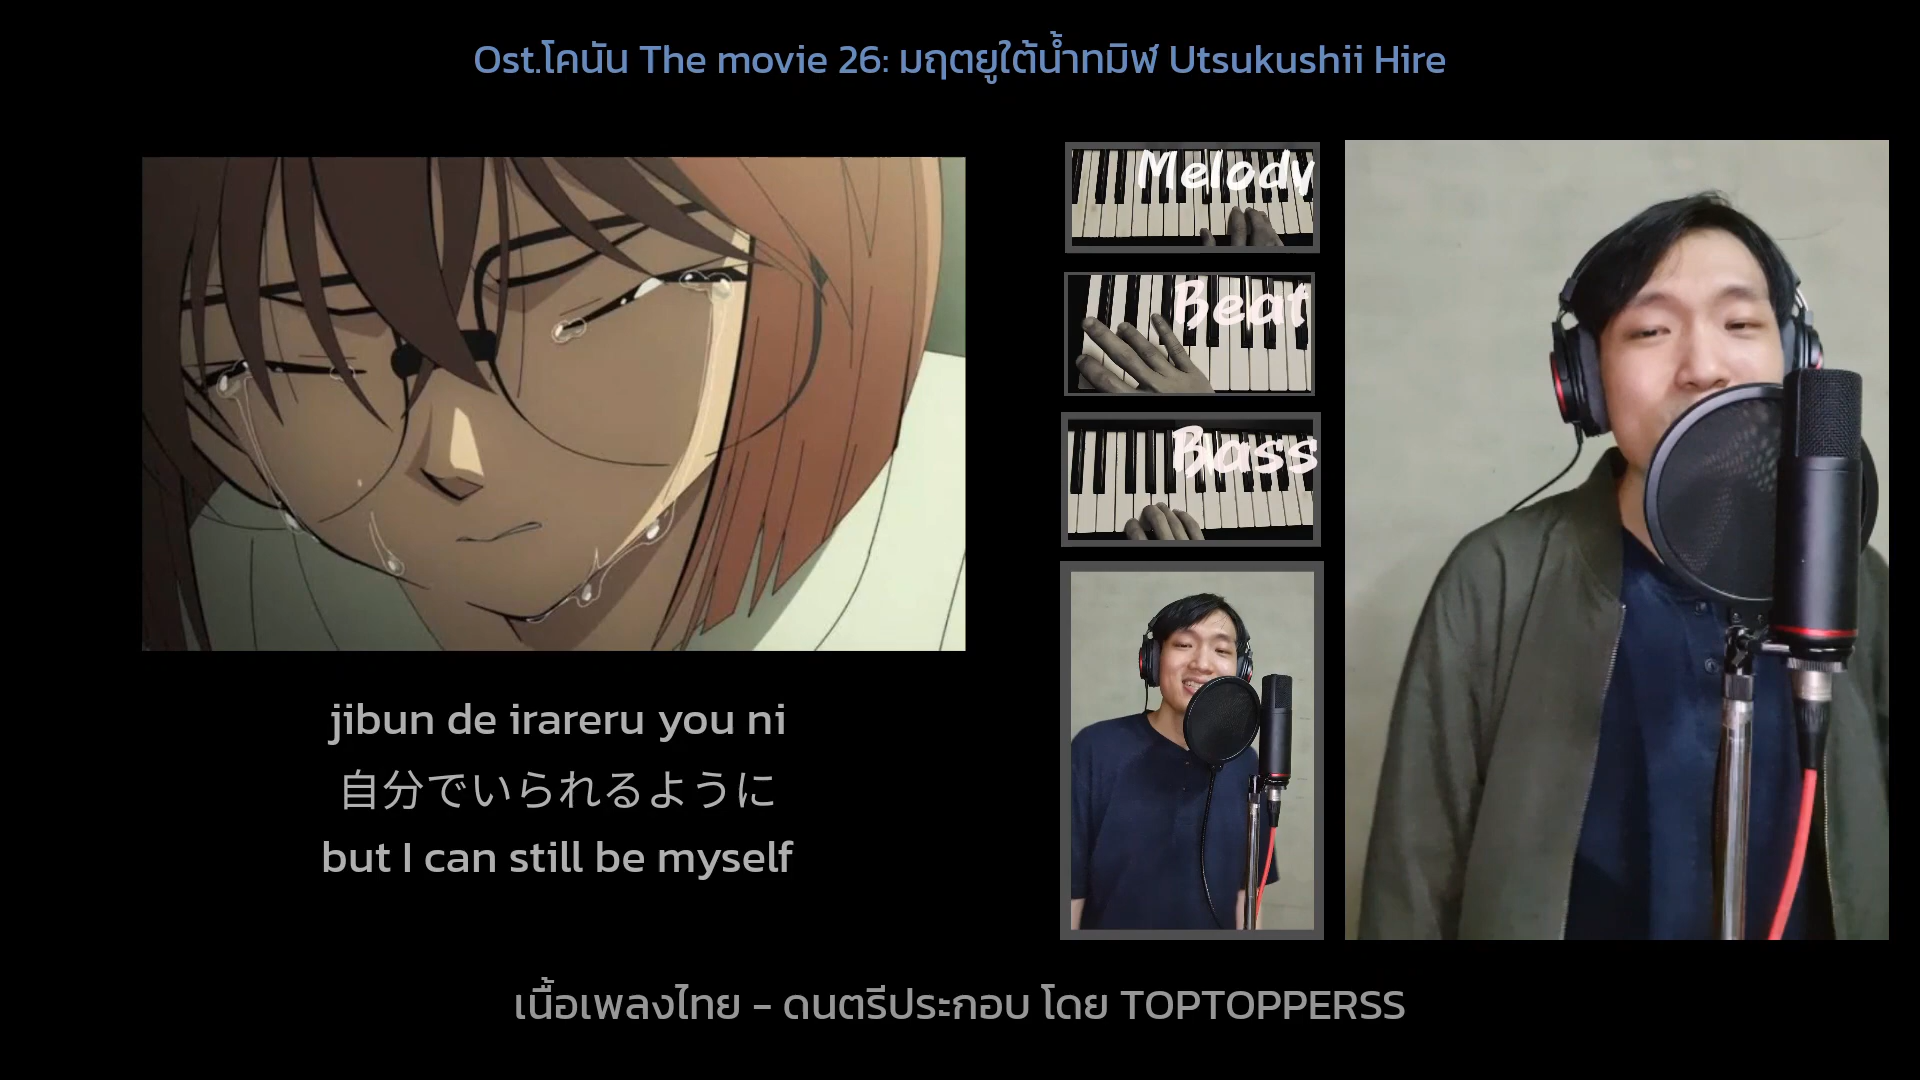 Ost.โคนัน The movie 26: มฤตยูใต้น้ำทมิฬ Utsukushii Hire
Melody
Beat
Bass
jibun de irareru you ni
自分でいられるように
but I can still be myself
เนื้อเพลงไทย - ดนตรีประกอบ โดย TOPTOPPERSS